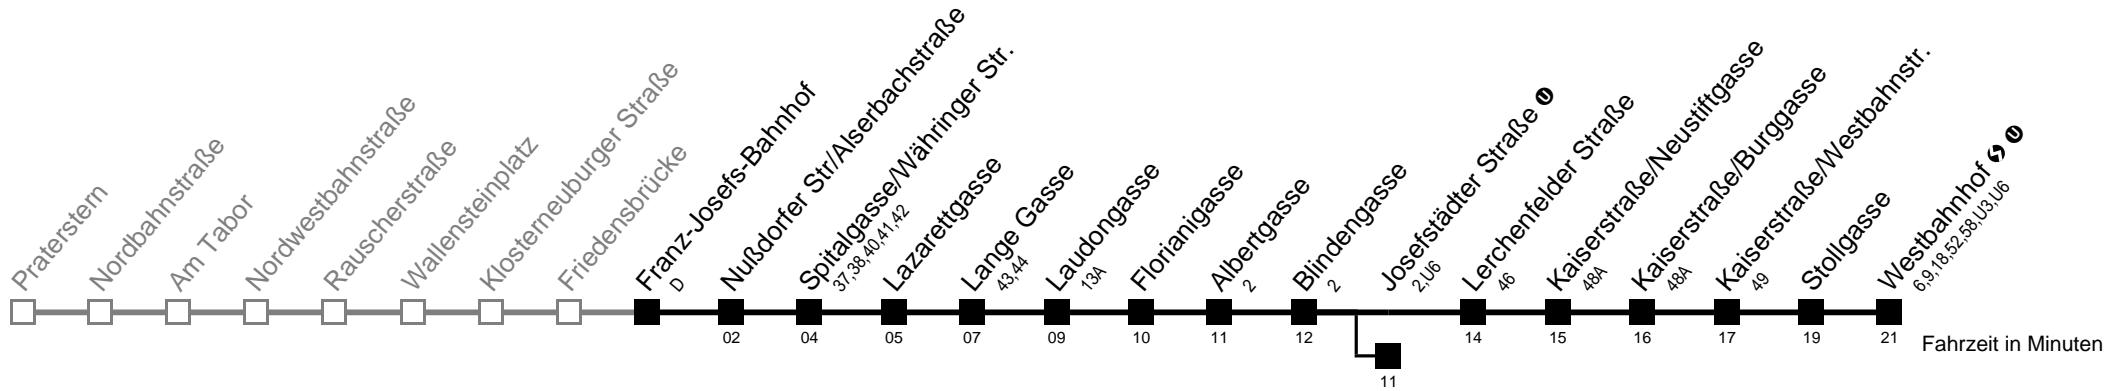 Praterstern
Nordbahnstraße
Am Tabor
Nordwestbahnstraße
Rauscherstraße
Wallensteinplatz
Klosterneuburger Straße
Friedensbrücke
Franz-Josefs-Bahnhof
D
Nußdorfer Str/Alserbachstraße
02
Spitalgasse/Währinger Str.
37,38,40,41,42
04
Lazarettgasse
05
Lange Gasse
43,44
07
Laudongasse
13A
09
Florianigasse
10
Albertgasse
2
11
Blindengasse
2
12
Josefstädter Straße U
2,U6
11
Lerchenfelder Straße
46
14
Kaiserstraße/Neustiftgasse
48A
15
Kaiserstraße/Burggasse
48A
16
Kaiserstraße/Westbahnstr.
49
17
Stollgasse
19
Westbahnhof S U
6,9,18,52,58,U3,U6
21
Fahrzeit in Minuten